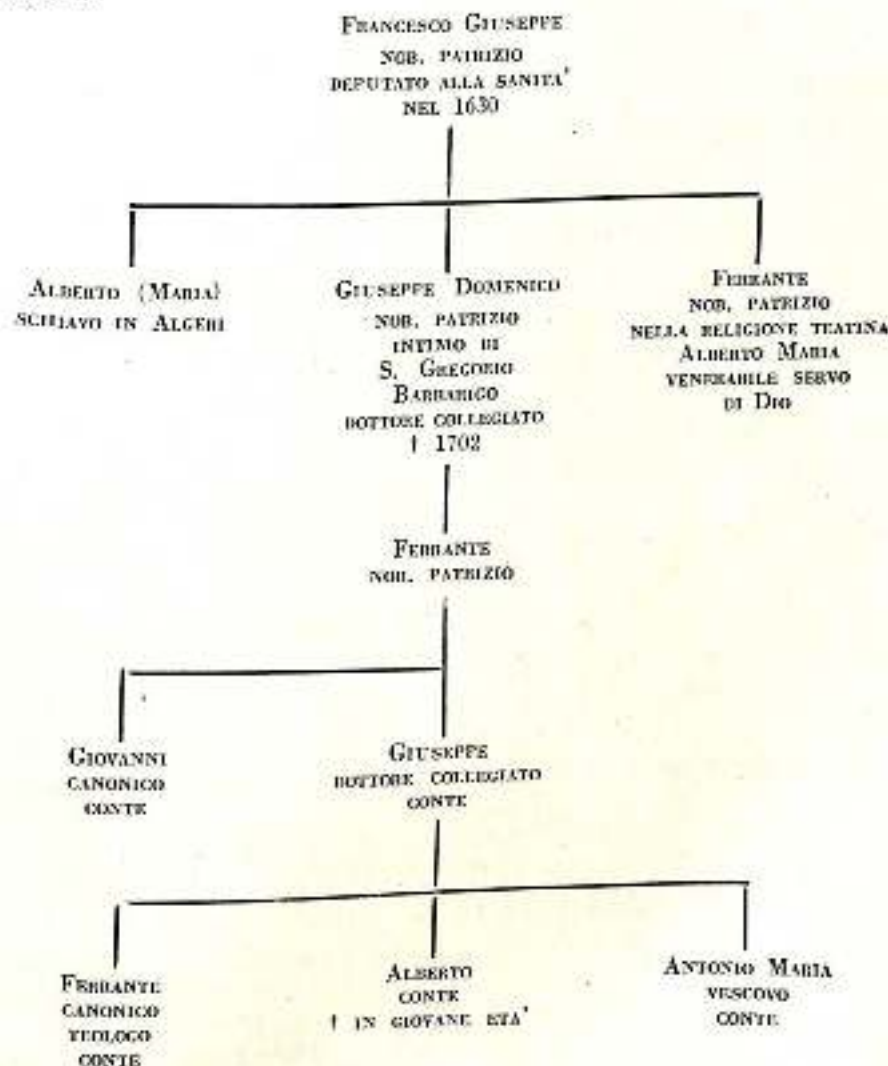 Francesco Giuseppe
nob. patrizio
deputato alla sanita'
nel 1630
Alberto (Maria)
schiavo in Algeri
Giuseppe Domenico
nob. patrizio
intimo di
S. Gregorio
Barbarigo
dottore collegiato
† 1702
Ferrante
nob. patrizio
nella religione teatina
Alberto Maria
venerabile servo
di Dio
Ferrante
nob. patrizio
Giovanni
canonico
conte
Giuseppe
dottore collegiato
conte
Ferrante
canonico
teologo
conte
Alberto
conte
† in giovane eta'
Antonio Maria
vescovo
conte